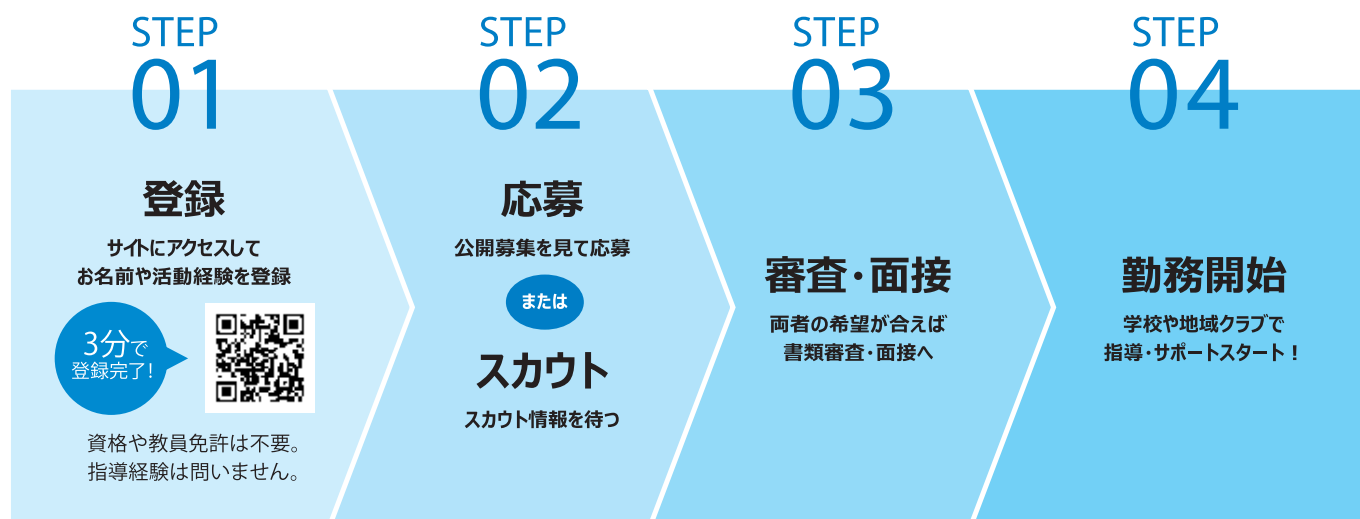 STEP
01
登録
サイトにアクセスして
お名前や活動経験を登録
3分で
登録完了!
資格や教員免許は不要。
指導経験は問いません。
STEP
02
応募
公開募集を見て応募
または
スカウト
スカウト情報を待つ
STEP
03
審査・面接
両者の希望が合えば
書類審査・面接へ
STEP
04
勤務開始
学校や地域クラブで
指導・サポートスタート!